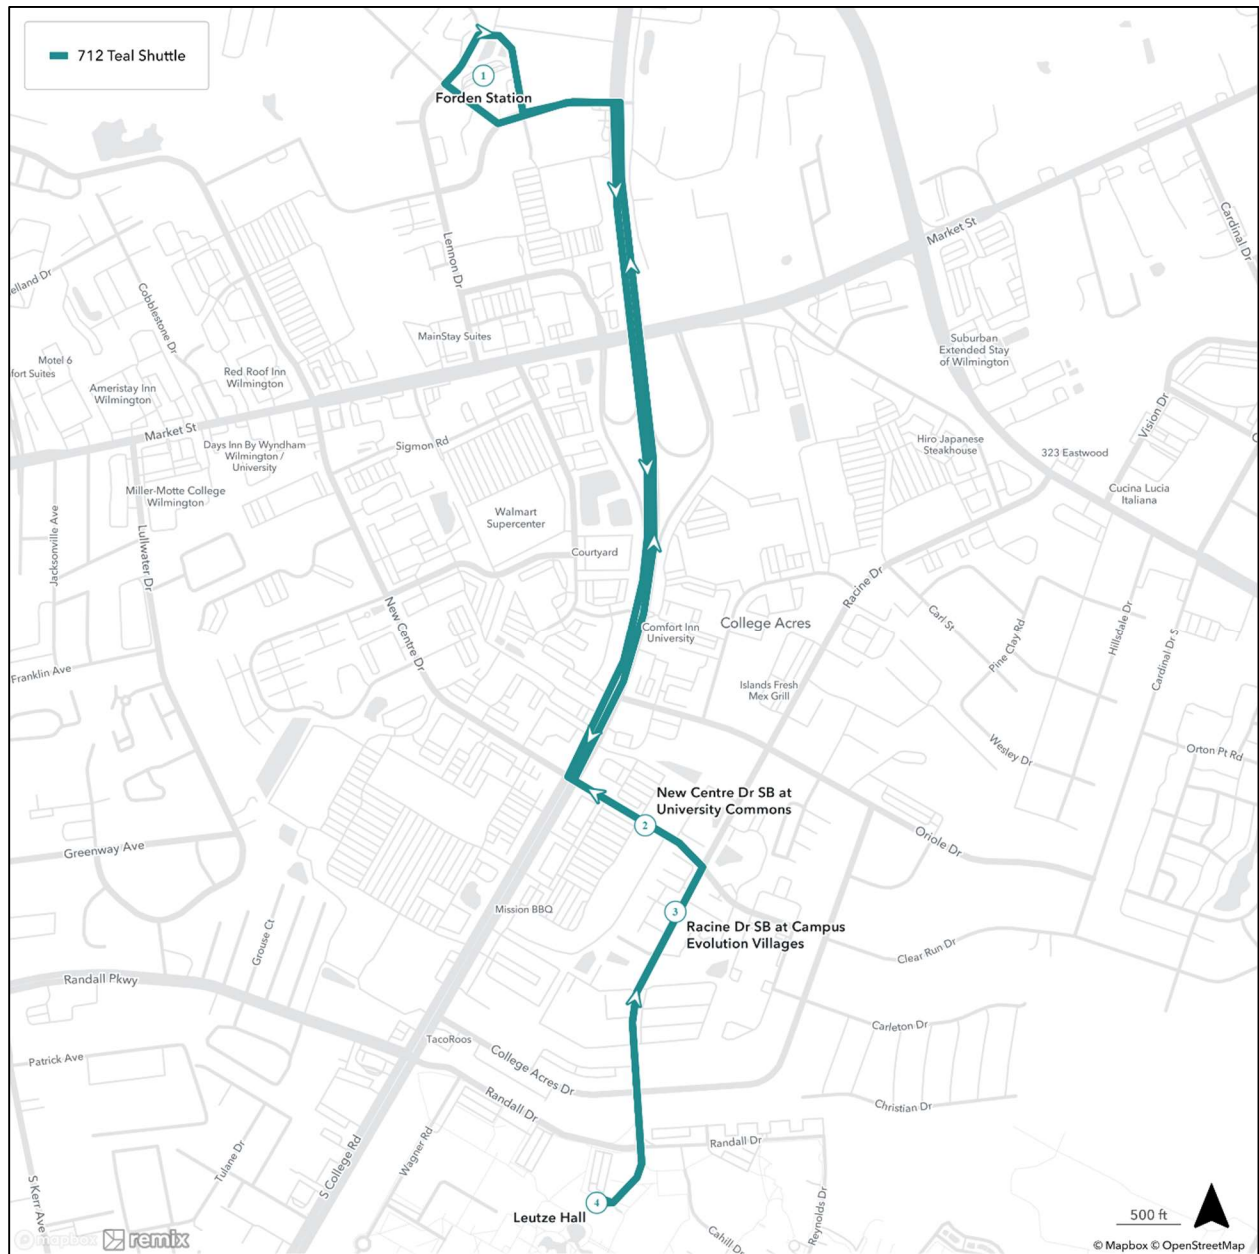 712 Teal Shuttle
1
Forden Station
Market St
Cardinal Dr
elland Dr
Cobblestone Dr
Lennon Dr
MainStay Suites
Motel 6
fort Suites
Ameristay Inn
Wilmington
Red Roof Inn
Wilmington
Suburban
Extended Stay
of Wilmington
Market St
Days Inn By Wyndham
Wilmington /
University
Sigmon Rd
Vision Dr
Hiro Japanese
Steakhouse
323 Eastwood
Cucina Lucia
Italiana
Miller-Motte College
Wilmington
Jacksonville Ave
Lullwater Dr
Walmart
Supercenter
Courtyard
New Centre Dr
Racine Dr
Carl St
Pine Clay Rd
Hillsdale Dr
Cardinal Dr S
Comfort Inn
University
College Acres
Franklin Ave
Islands Fresh
Mex Grill
Wesley Dr
Orton Pt Rd
New Centre Dr SB at
University Commons
2
Greenway Ave
Oriole Dr
Mission BBQ
3
Racine Dr SB at Campus
Evolution Villages
Grouse Ct
Clear Run Dr
Randall Pkwy
TacoRoos
Carleton Dr
Patrick Ave
College Acres Dr
Randall Dr
Christian Dr
Wagner Rd
Randall Dr
Tulane Dr
S College Rd
S Kerr Ave
4
Leutze Hall
Reynolds Dr
Cahill Dr
500 ft
mapbox remix
© Mapbox © OpenStreetMap